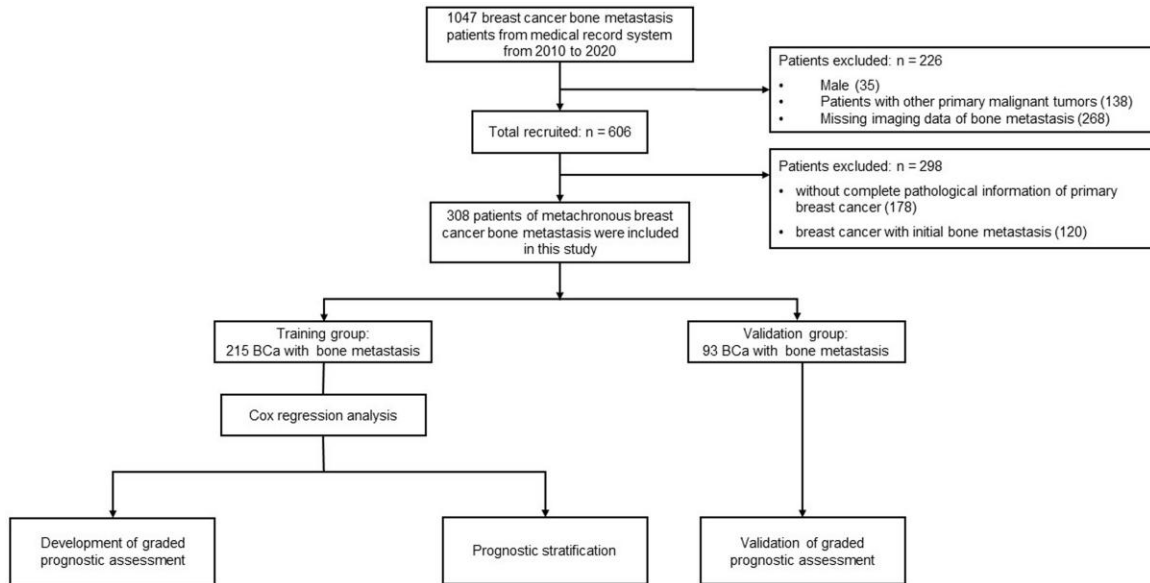 1047 breast cancer bone metastasis
patients from medical record system
from 2010 to 2020
Patients excluded: n = 226
• Male (35)
• Patients with other primary malignant tumors (138)
• Missing imaging data of bone metastasis (268)
Total recruited: n = 606
Patients excluded: n = 298
• without complete pathological information of primary
breast cancer (178)
• breast cancer with initial bone metastasis (120)
308 patients of metachronous breast
cancer bone metastasis were included
in this study
Training group:
215 BCa with bone metastasis
Validation group:
93 BCa with bone metastasis
Cox regression analysis
Development of graded
prognostic assessment
Prognostic stratification
Validation of graded
prognostic assessment